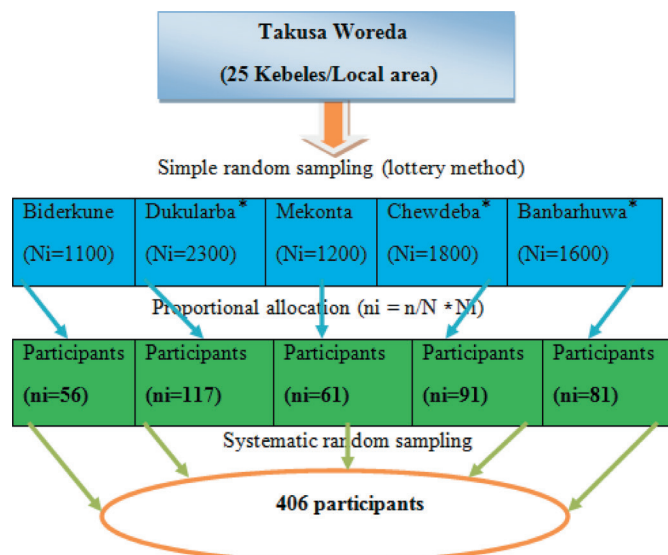 Takusa Woreda
(25 Kebeles/Local area)
Simple random sampling (lottery method)
Biderkune Dukularba* Mekonta Chewdeba* Banbarhuwa*
(Ni=1100) (Ni=2300) (Ni=1200) (Ni=1800) (Ni=1600)
Proportional allocation (ni = n/N *Ni)
Participants Participants Participants Participants Participants
(ni=56) (ni=117) (ni=61) (ni=91) (ni=81)
Systematic random sampling
406 participants